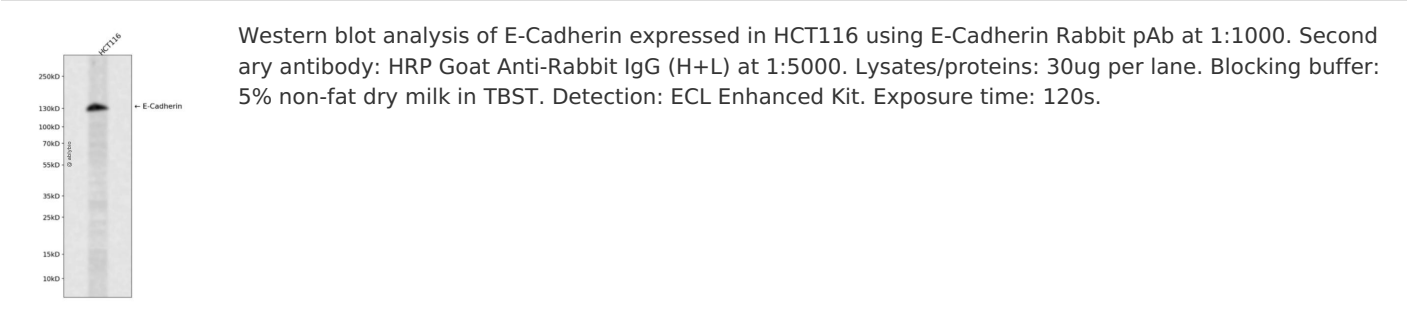 HCT116
250kD
130kD
← E-Cadherin
100kD
70kD
55kD
35kD
25kD
15kD
10kD
Western blot analysis of E-Cadherin expressed in HCT116 using E-Cadherin Rabbit pAb at 1:1000. Second
ary antibody: HRP Goat Anti-Rabbit IgG (H+L) at 1:5000. Lysates/proteins: 30ug per lane. Blocking buffer:
5% non-fat dry milk in TBST. Detection: ECL Enhanced Kit. Exposure time: 120s.